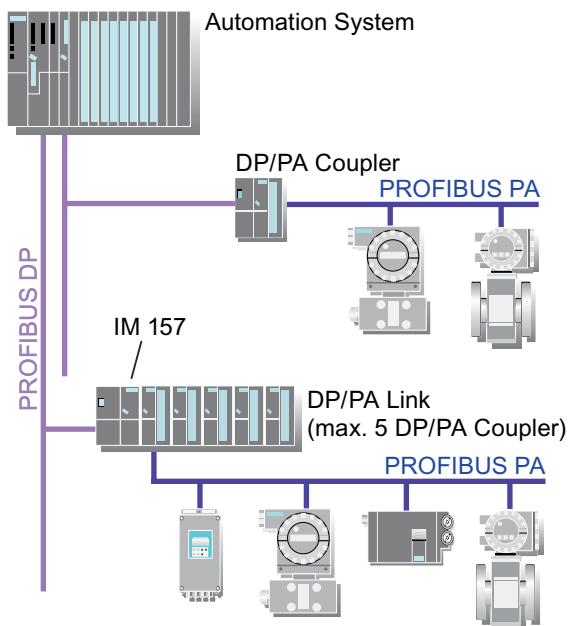 Automation System
DP/PA Coupler
PROFIBUS PA
PROFIBUS DP
IM 157
DP/PA Link
(max. 5 DP/PA Coupler)
PROFIBUS PA